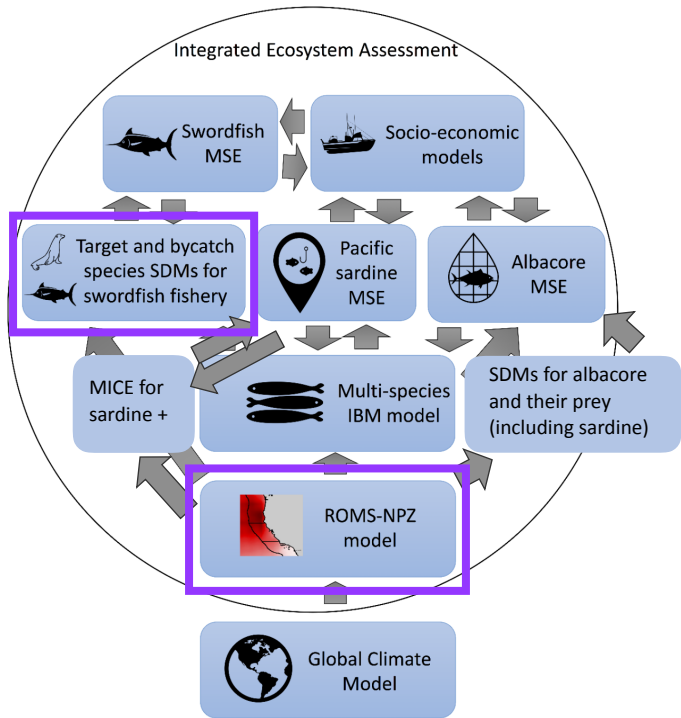 Integrated Ecosystem Assessment
Swordfish
MSE
Socio-economic
models
Target and bycatch
species SDMs for
swordfish fishery
Pacific
sardine
MSE
Albacore
MSE
MICE for
sardine +
Multi-species
IBM model
SDMs for albacore
and their prey
(including sardine)
ROMS-NPZ
model
Global Climate
Model